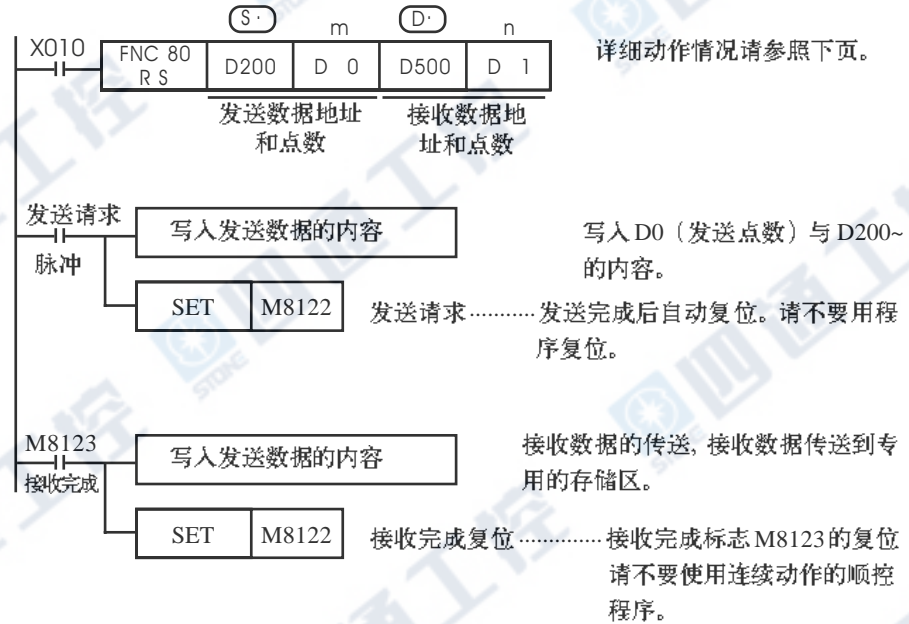 S· m D· n
X010 FNC 80 RS D200 D 0 D500 D 1 详细动作情况请参照下页。
发送数据地址和点数 接收数据地址和点数
发送请求 写入发送数据的内容 写入D0（发送点数）与D200~
脉冲 的内容。
SET M8122 发送请求…………发送完成后自动复位。请不要用程
序复位。
M8123 写入发送数据的内容 接收数据的传送, 接收数据传送到专
接收完成 用的存储区。
SET M8122 接收完成复位……………接收完成标志M8123的复位
请不要使用连续动作的顺控
程序。
四通工控
STONE